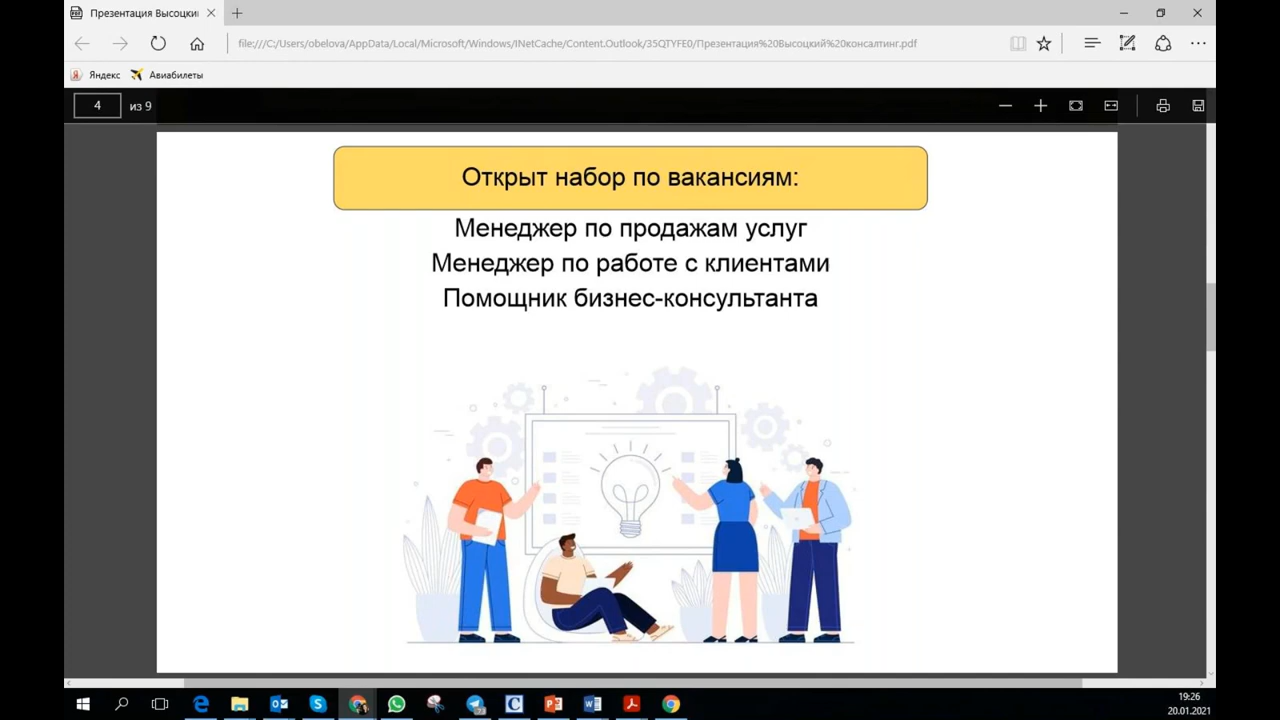 Презентация Высоцкий
file:///C:/Users/obelova/AppData/Local/Microsoft/Windows/INetCache/Content.Outlook/35QTYFE0/Презентация%20Высоцкий%20консалтинг.pdf
Яндекс
Авиабилеты
4 из 9
Открыт набор по вакансиям:
Менеджер по продажам услуг
Менеджер по работе с клиентами
Помощник бизнес-консультанта
19:26
20.01.2021